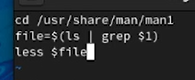 cd /usr/share/man/man1
file=$(ls | grep $1)
less $file
~